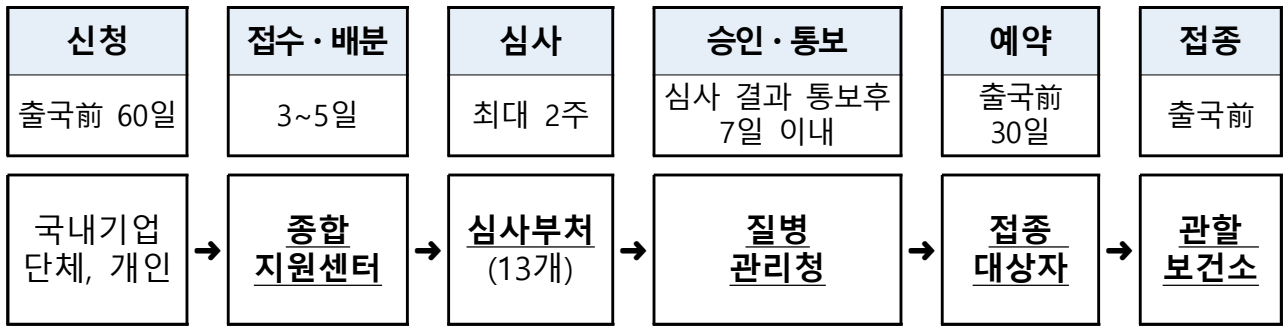 신청
접수·배분
심사
승인·통보
예약
접종
출국前 60일
3~5일
최대 2주
심사 결과 통보후
7일 이내
출국前
30일
출국前
국내기업
단체, 개인
➜
종합
지원센터
➜
심사부처
(13개)
➜
질병
관리청
➜
접종
대상자
➜
관할
보건소